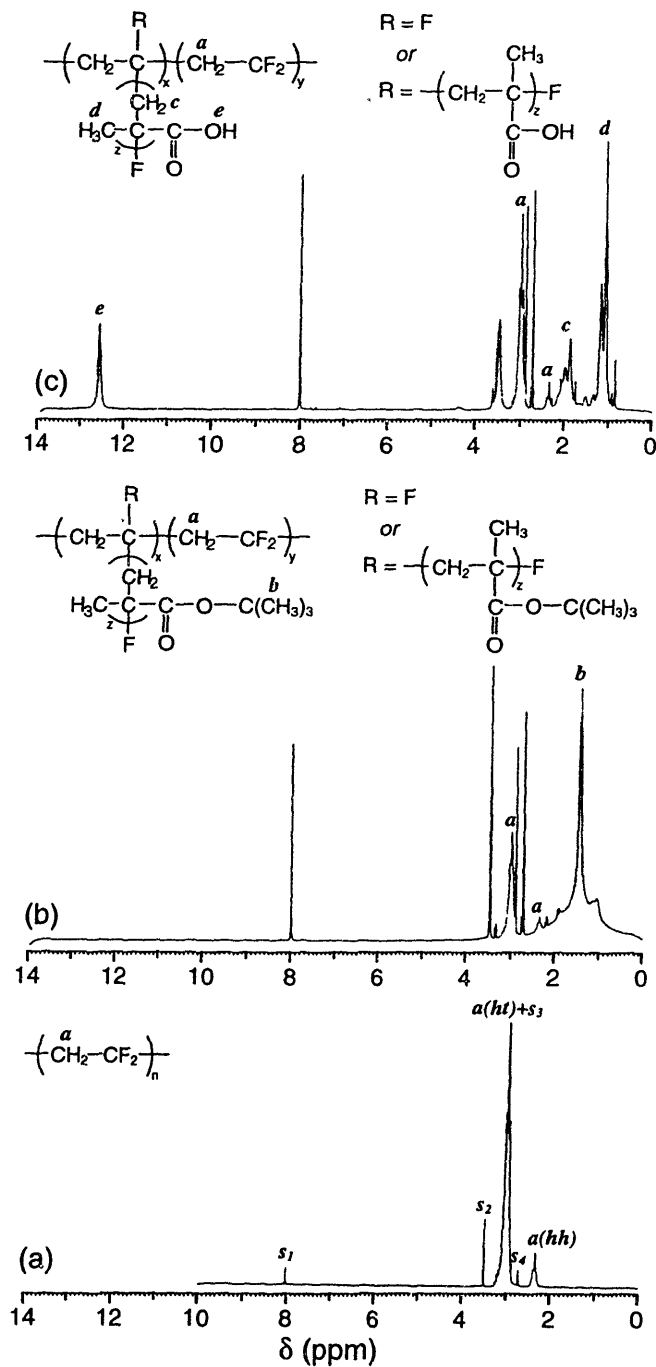 R
a
—(CH₂—C)ₓ(CH₂—CF₂)y—
d
CH₂ c
e
H₃C—C—C—OH
z
F O
R = F
or
CH₃
R = —(CH₂—C)z—F
C—OH
O
d
a
e
c
a
(c)
14 12 10 8 6 4 2 0
R
a
—(CH₂—C)ₓ(CH₂—CF₂)y—
CH₂
b
H₃C—C—C—O—C(CH₃)₃
z
F O
R = F
or
CH₃
R = —(CH₂—C)z—F
C—O—C(CH₃)₃
O
b
a
a
(b)
14 12 10 8 6 4 2 0
a(ht)+s₃
a
—(CH₂—CF₂)n—
s₂
a(hh)
s₁
s₄
(a)
14 12 10 8 6 4 2 0
δ (ppm)